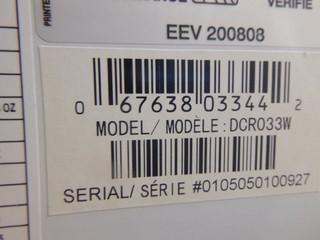 VERIFIE
EEV 200808
0 67638 03344 2
MODEL/ MODÈLE: DCR033W
SERIAL/ SÉRIE #0105050100927
OZ